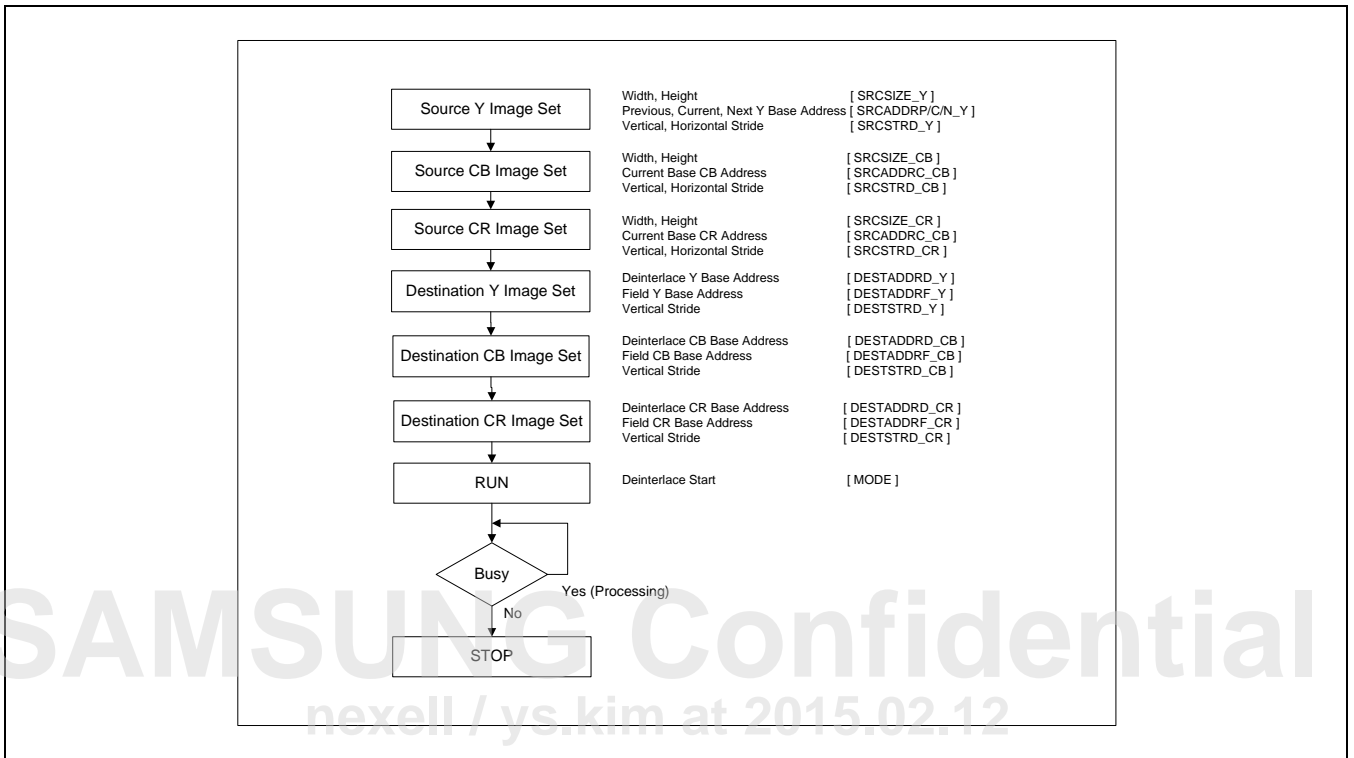 Source Y Image Set
Width, Height [ SRCSIZE_Y ]
Previous, Current, Next Y Base Address [ SRCADDRP/C/N_Y ]
Vertical, Horizontal Stride [ SRCSTRD_Y ]
Source CB Image Set
Width, Height [ SRCSIZE_CB ]
Current Base CB Address [ SRCADDRC_CB ]
Vertical, Horizontal Stride [ SRCSTRD_CB ]
Source CR Image Set
Width, Height [ SRCSIZE_CR ]
Current Base CR Address [ SRCADDRC_CB ]
Vertical, Horizontal Stride [ SRCSTRD_CR ]
Destination Y Image Set
Deinterlace Y Base Address [ DESTADDRD_Y ]
Field Y Base Address [ DESTADDRF_Y ]
Vertical Stride [ DESTSTRD_Y ]
Destination CB Image Set
Deinterlace CB Base Address [ DESTADDRD_CB ]
Field CB Base Address [ DESTADDRF_CB ]
Vertical Stride [ DESTSTRD_CB ]
Destination CR Image Set
Deinterlace CR Base Address [ DESTADDRD_CR ]
Field CR Base Address [ DESTADDRF_CR ]
Vertical Stride [ DESTSTRD_CR ]
RUN
Deinterlace Start [ MODE ]
Busy
Yes (Processing)
No
STOP
SAMSUNG Confidential
nexell / ys.kim at 2015.02.12